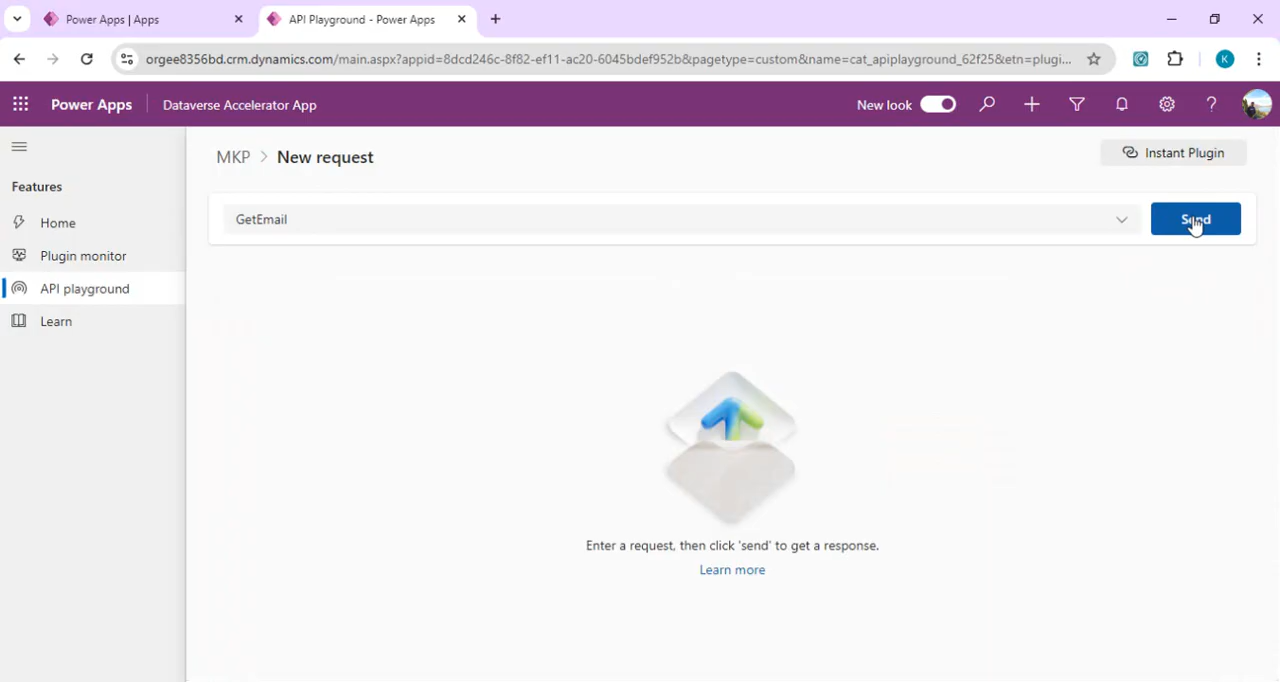 Power Apps | Apps
API Playground - Power Apps
orgee8356bd.crm.dynamics.com/main.aspx?appid=8dcd246c-8f82-ef11-ac20-6045bdef952b&pagetype=custom&name=cat_apiplayground_62f25&etn=plugi...
K
Power Apps
Dataverse Accelerator App
New look
MKP > New request
Instant Plugin
Features
GetEmail
Send
Home
Plugin monitor
API playground
Learn
Enter a request, then click 'send' to get a response.
Learn more